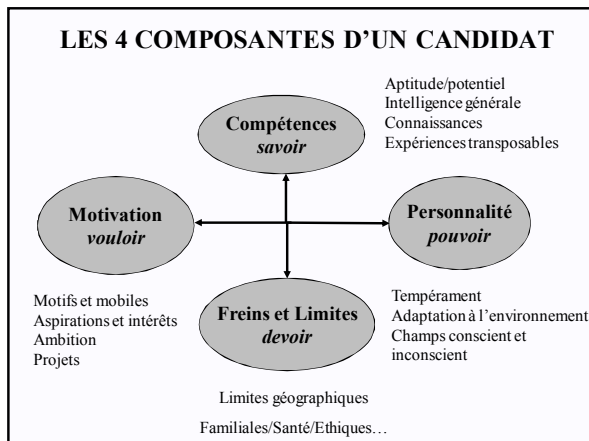 LES 4 COMPOSANTES D'UN CANDIDAT
Aptitude/potentiel
Intelligence générale
Connaissances
Expériences transposables
Compétences
savoir
Motivation
vouloir
Personnalité
pouvoir
Motifs et mobiles
Aspirations et intérêts
Ambition
Projets
Freins et Limites
devoir
Tempérament
Adaptation à l'environnement
Champs conscient et
inconscient
Limites géographiques
Familiales/Santé/Ethiques…